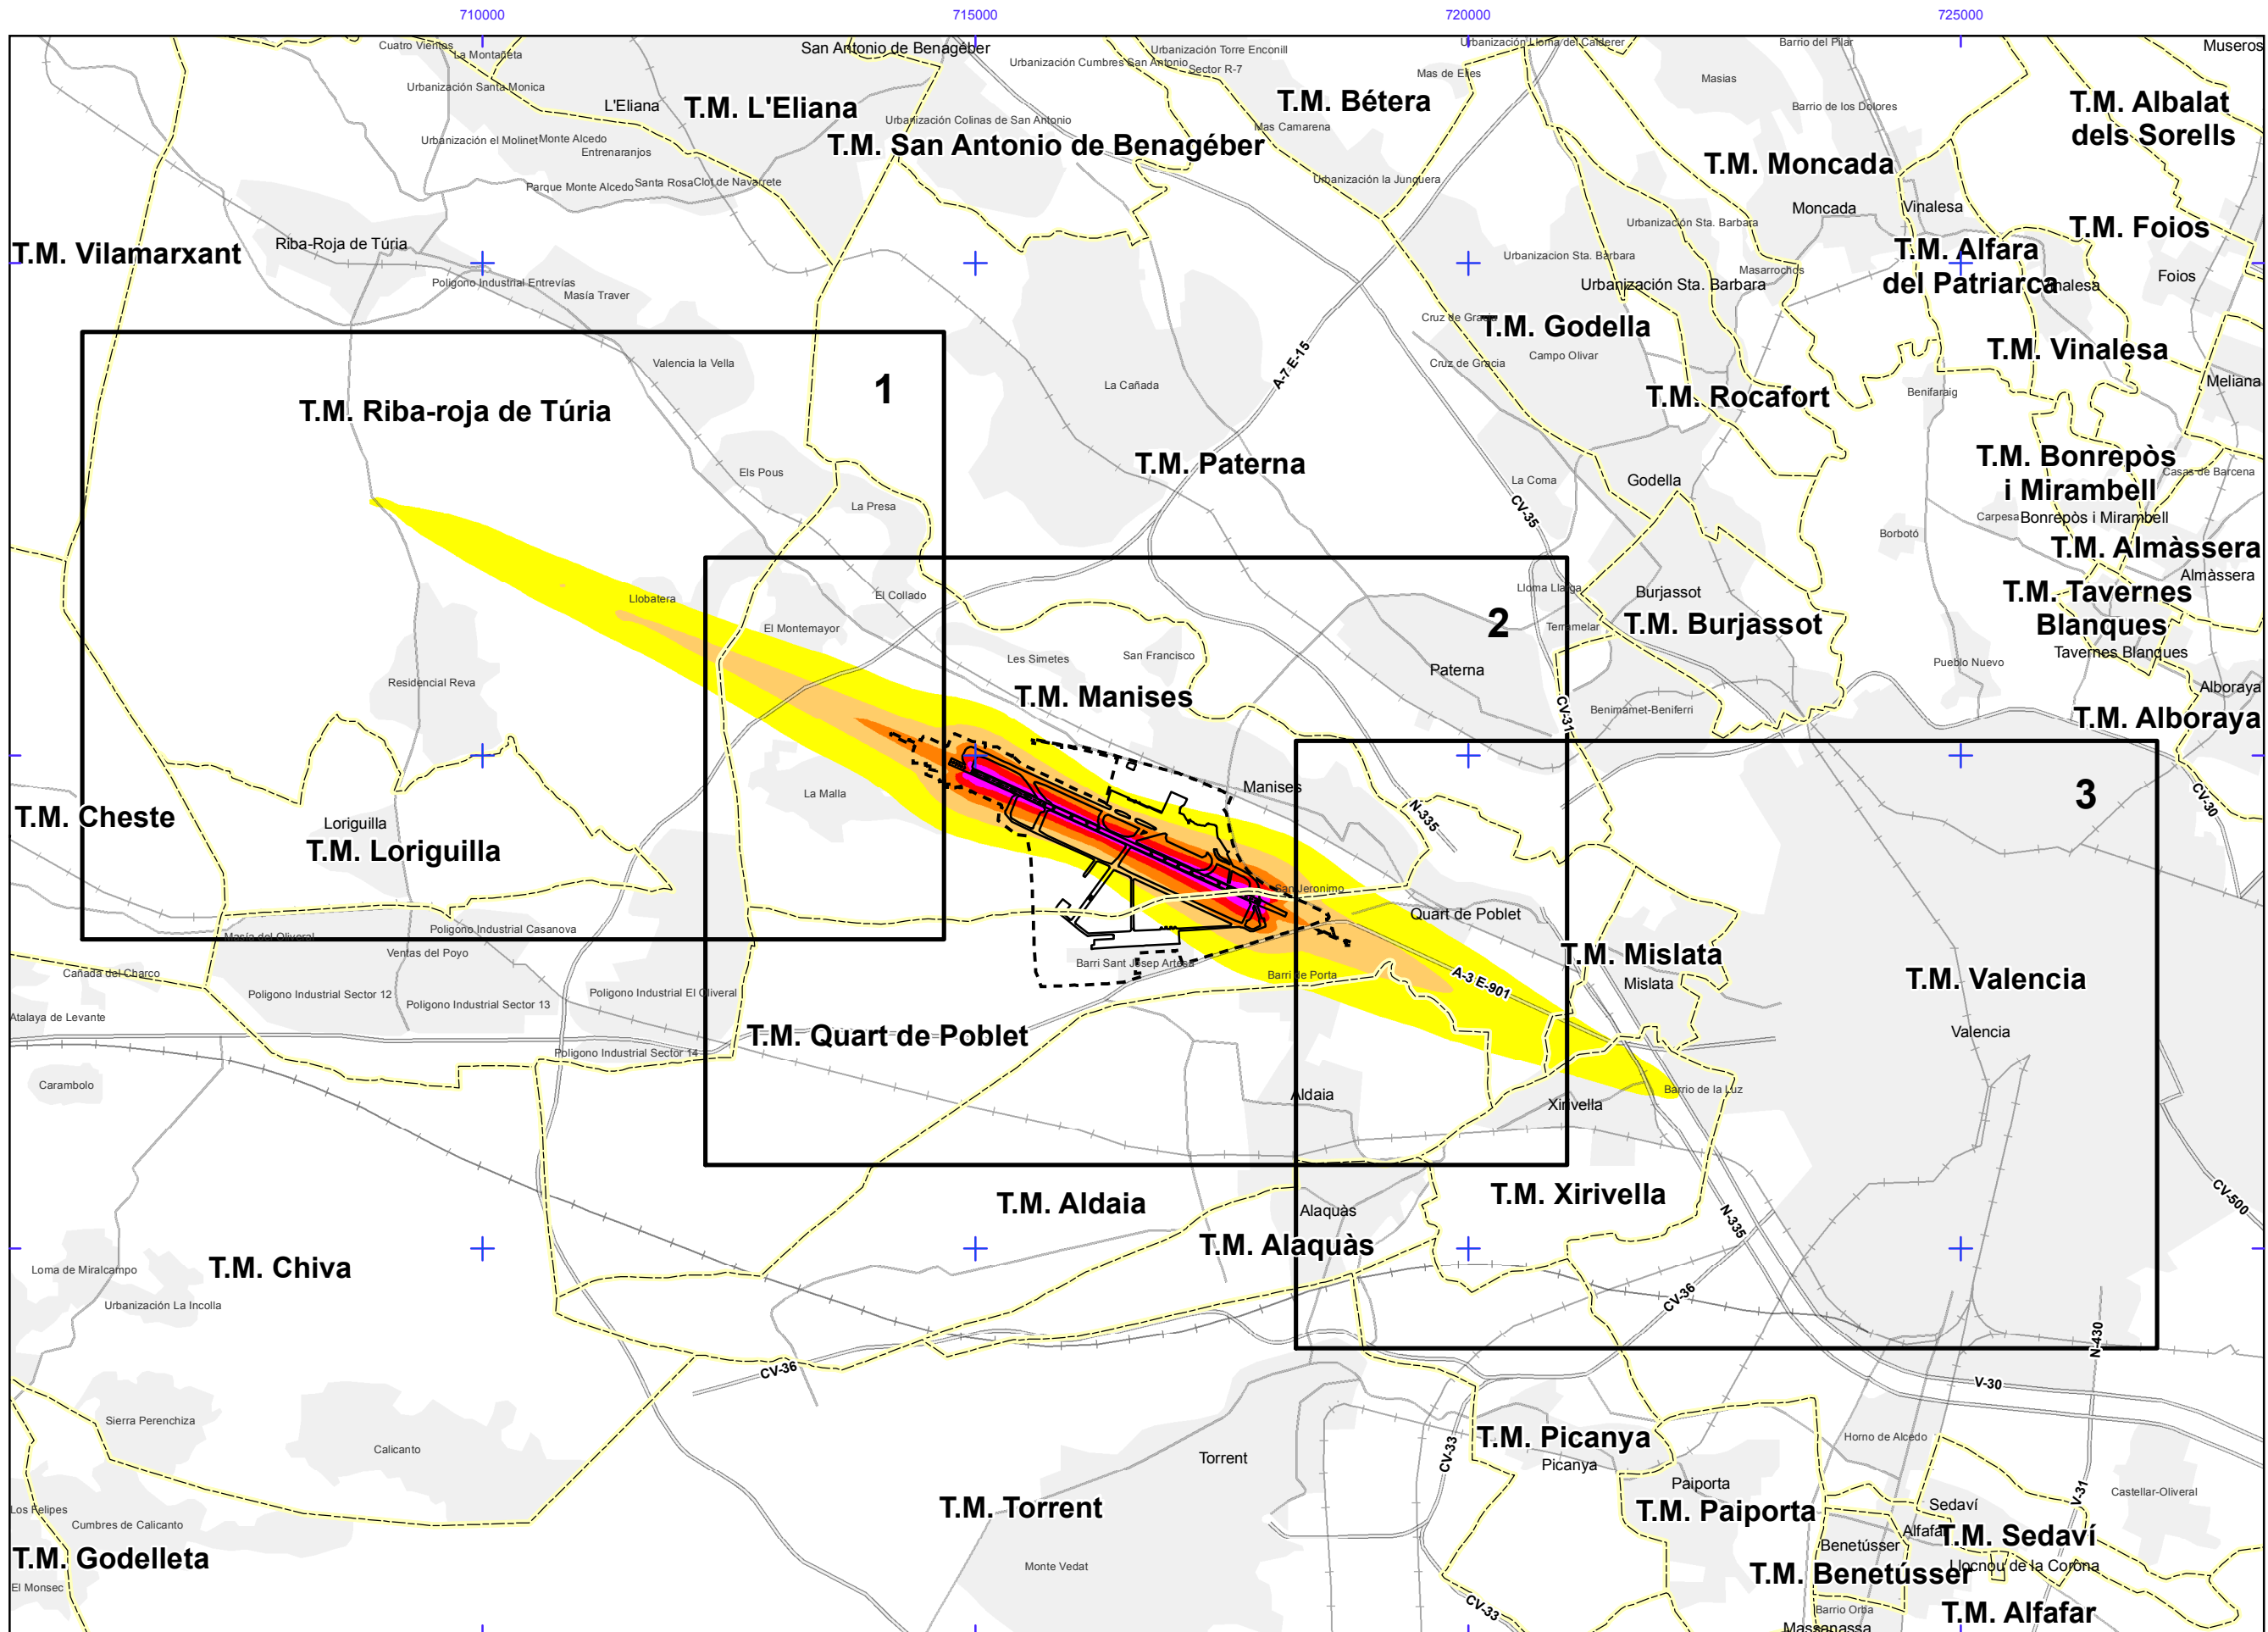 710000
715000
720000
725000
Cuatro Vientos
La Montañeta
San Antonio de Benagéber
Urbanización Torre Enconill
Urbanización Lloma del Calderer
Barrio del Pilar
Museros
Urbanización Cumbres San Antonio
Sector R-7
Mas de Elíes
Masias
Urbanización Santa Monica
L'Eliana
T.M. L'Eliana
T.M. Bétera
Barrio de los Dolores
T.M. Albalat
dels Sorells
Urbanización Colinas de San Antonio
Mas Camarena
Urbanización el Molinet
Monte Alcedo
Entrenaranjos
T.M. San Antonio de Benagéber
T.M. Moncada
Parque Monte Alcedo
Santa Rosa
Clot de Navarrete
Urbanización la Junquera
Moncada
Vinalesa
Urbanización Sta. Barbara
T.M. Foios
T.M. Vilamarxant
Riba-Roja de Túria
Urbanizacion Sta. Bàrbara
T.M. Alfara
del Patriarca
Masarrochos
Foios
Poligono Industrial Entrevías
Masía Traver
Urbanización Sta. Barbara
Vinalesa
Cruz de Gracia
T.M. Godella
A-7 E-15
Valencia la Vella
1
La Cañada
Cruz de Gracia
Campo Olivar
T.M. Vinalesa
Meliana
T.M. Riba-roja de Túria
T.M. Rocafort
Benifaraig
Els Pous
T.M. Paterna
T.M. Bonrepòs
i Mirambell
Casas de Barcena
La Presa
La Coma
Godella
CV-35
Carpesa
Bonrepòs i Mirambell
Borbotó
T.M. Almàssera
Almàssera
Llobatera
El Collado
Lloma Llarga
Burjassot
T.M. Tavernes
Blanques
El Montemayor
2
Terramelar
T.M. Burjassot
Tavernes Blanques
Les Simetes
San Francisco
Paterna
Pueblo Nuevo
Residencial Reva
T.M. Manises
Alboraya
CV-31
Benimamet-Beniferri
T.M. Alboraya
La Malla
Manises
3
N-335
CV-30
T.M. Cheste
Loriguilla
T.M. Loriguilla
San Jeronimo
Quart de Poblet
Masía del Oliveral
Poligono Industrial Casanova
Ventas del Poyo
T.M. Mislata
Mislata
T.M. Valencia
Cañada del Charco
Barri Sant Josep Artesa
Barri de Porta
A-3 E-901
Poligono Industrial Sector 12
Poligono Industrial Sector 13
Poligono Industrial El Oliveral
Atalaya de Levante
T.M. Quart de Poblet
Valencia
Poligono Industrial Sector 14
Carambolo
Aldaia
Barrio de la Luz
Xirivella
T.M. Aldaia
T.M. Xirivella
Alaquàs
N-335
CV-500
T.M. Alaquàs
T.M. Chiva
Loma de Miralcampo
Urbanización La Incolla
CV-36
N-430
CV-36
V-30
Sierra Perenchiza
Calicanto
T.M. Picanya
Picanya
Horno de Alcedo
CV-33
Torrent
Paiporta
T.M. Paiporta
V-31
Castellar-Oliveral
Los Felipes
Cumbres de Calicanto
T.M. Torrent
Sedaví
Alfafar
T.M. Sedaví
Benetússer
T.M. Godelleta
Monte Vedat
T.M. Benetússer
Llocnou de la Corona
El Monsec
CV-33
Barrio Orba
T.M. Alfafar
Massanassa